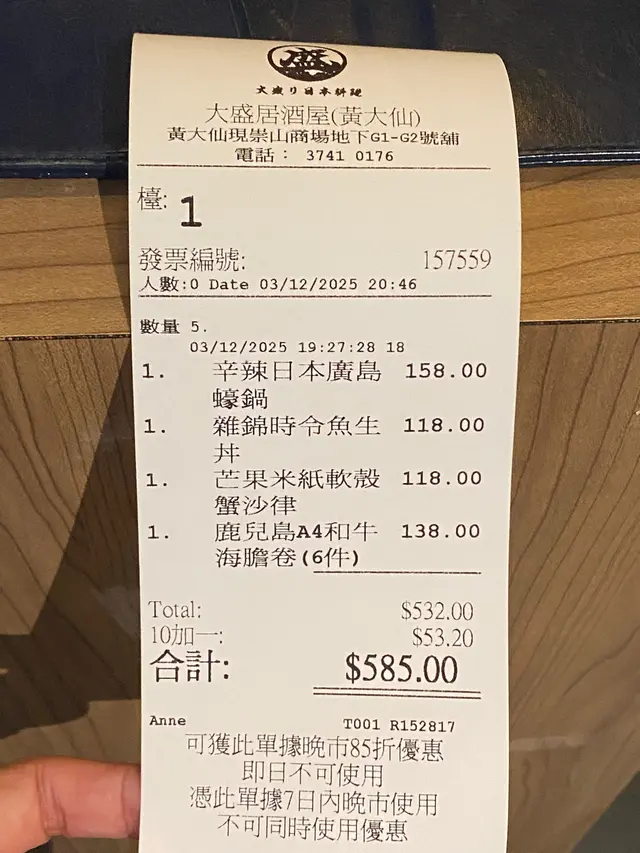 盛
大盛り日本料理
大盛居酒屋(黃大仙)
黃大仙現崇山商場地下G1-G2號舖
電話： 3741 0176
檯: 1
發票編號: 157559
人數:0 Date 03/12/2025 20:46
數量 5.
03/12/2025 19:27:28 18
1. 辛辣日本廣島 158.00
蠔鍋
1. 雜錦時令魚生 118.00
丼
1. 芒果米紙軟殼 118.00
蟹沙律
1. 鹿兒島A4和牛 138.00
海膽卷(6件)
Total: $532.00
10加一: $53.20
合計: $585.00
Anne T001 R152817
可獲此單據晚市85折優惠
即日不可使用
憑此單據7日內晚市使用
不可同時使用優惠